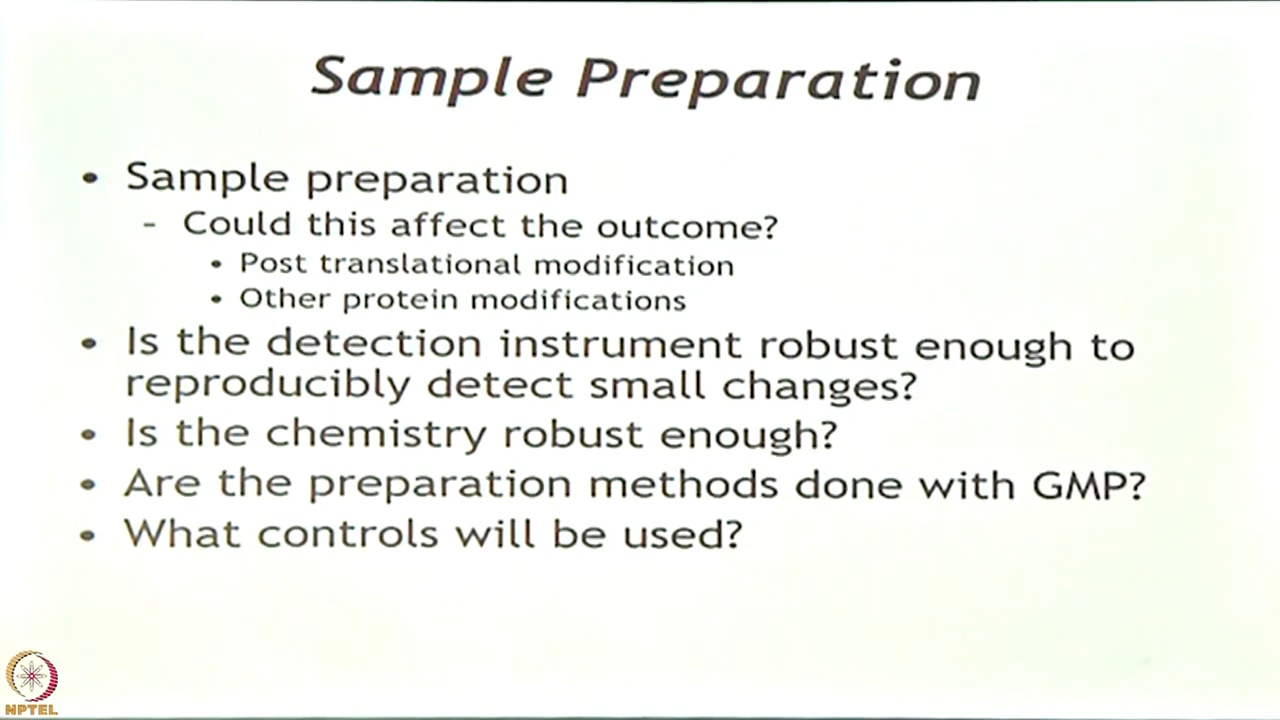 Sample Preparation
• Sample preparation
- Could this affect the outcome?
• Post translational modification
• Other protein modifications
• Is the detection instrument robust enough to
reproducibly detect small changes?
• Is the chemistry robust enough?
• Are the preparation methods done with GMP?
• What controls will be used?
NPTEL